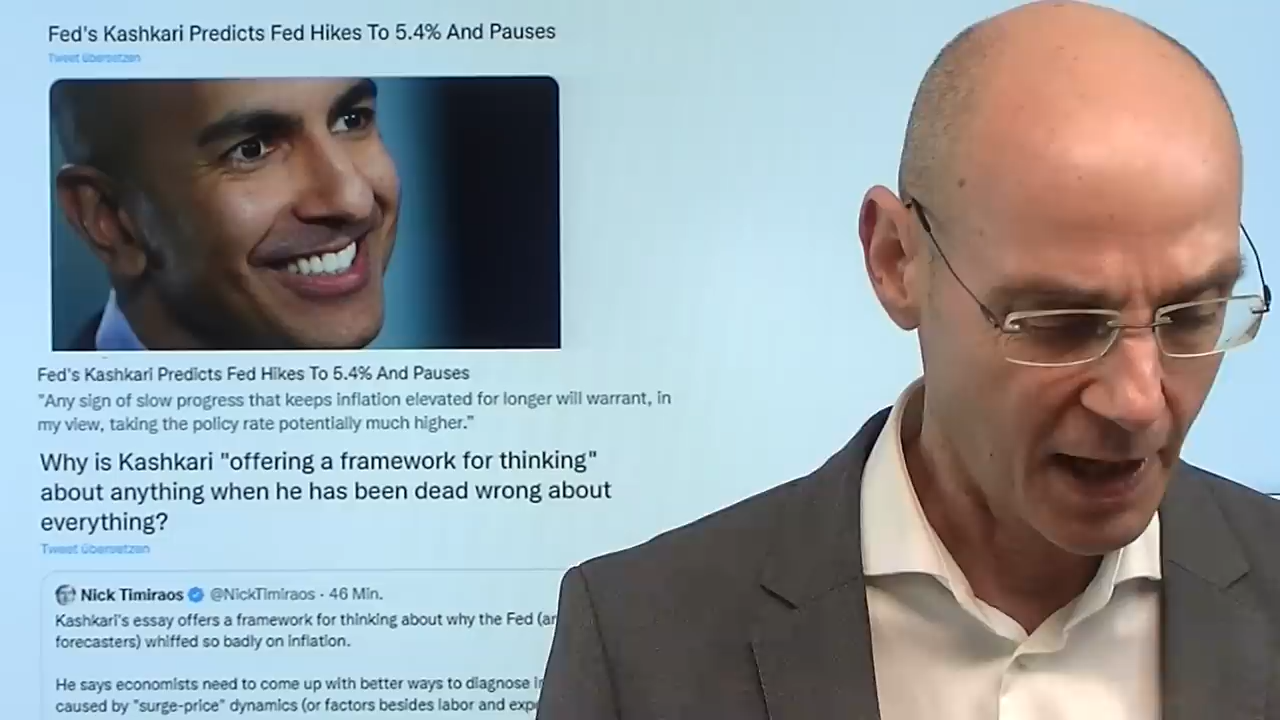 Fed's Kashkari Predicts Fed Hikes To 5.4% And Pauses
Tweet übersetzen
Fed's Kashkari Predicts Fed Hikes To 5.4% And Pauses
"Any sign of slow progress that keeps inflation elevated for longer will warrant, in
my view, taking the policy rate potentially much higher."
Why is Kashkari "offering a framework for thinking"
about anything when he has been dead wrong about
everything?
Tweet übersetzen
Nick Timiraos @NickTimiraos · 46 Min.
Kashkari's essay offers a framework for thinking about why the Fed (an
forecasters) whiffed so badly on inflation.
He says economists need to come up with better ways to diagnose
caused by "surge-price" dynamics (or factors besides labor and exp